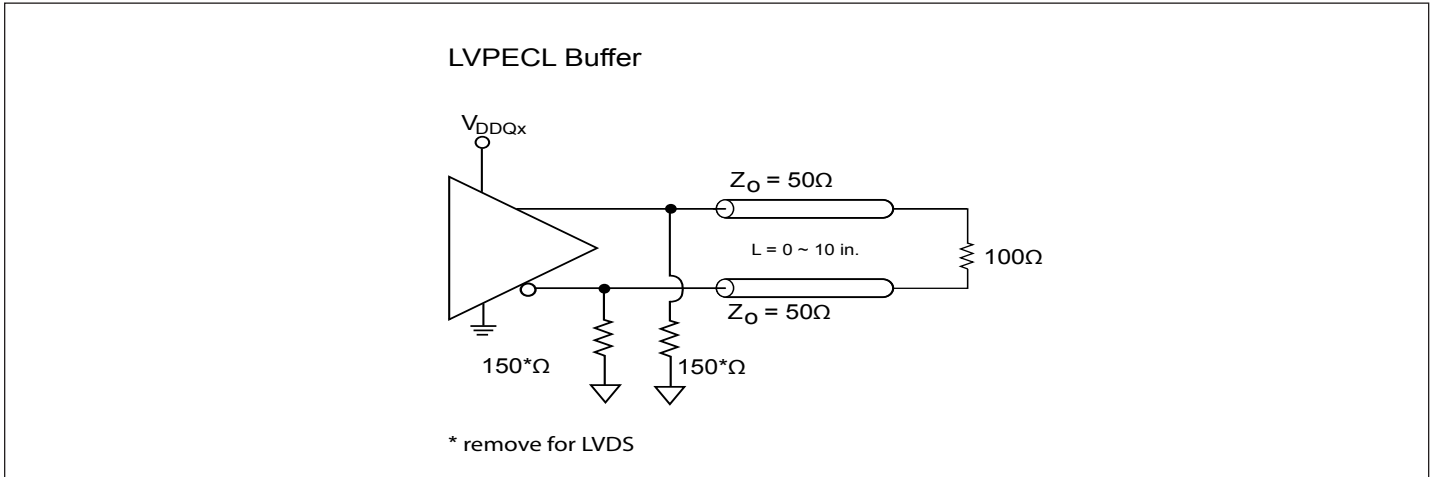 LVPECL Buffer
VDDQx
ZO = 50Ω
L = 0 ~ 10 in.
100Ω
ZO = 50Ω
150*Ω
150*Ω
* remove for LVDS